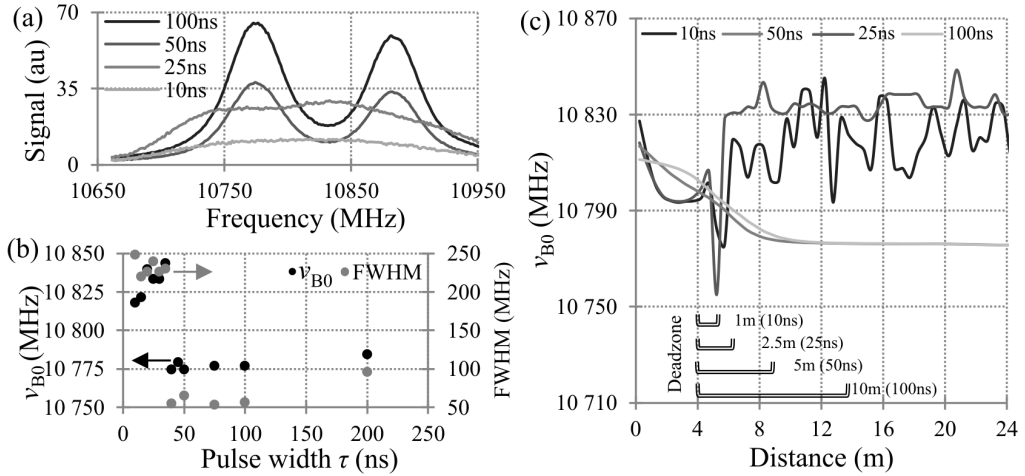 (a)
70
35
0
Signal (au)
100ns
50ns
25ns
10ns
10650
10750
10850
10950
Frequency (MHz)
(b)
10 850
10 825
10 800
10 775
10 750
νB0 (MHz)
νB0
FWHM
250
200
150
100
50
FWHM (MHz)
0
50
100
150
200
250
Pulse width τ (ns)
(c)
10 870
10 830
10 790
10 750
10 710
νB0 (MHz)
10ns
50ns
25ns
100ns
Deadzone
1m (10ns)
2.5m (25ns)
5m (50ns)
10m (100ns)
0
4
8
12
16
20
24
Distance (m)